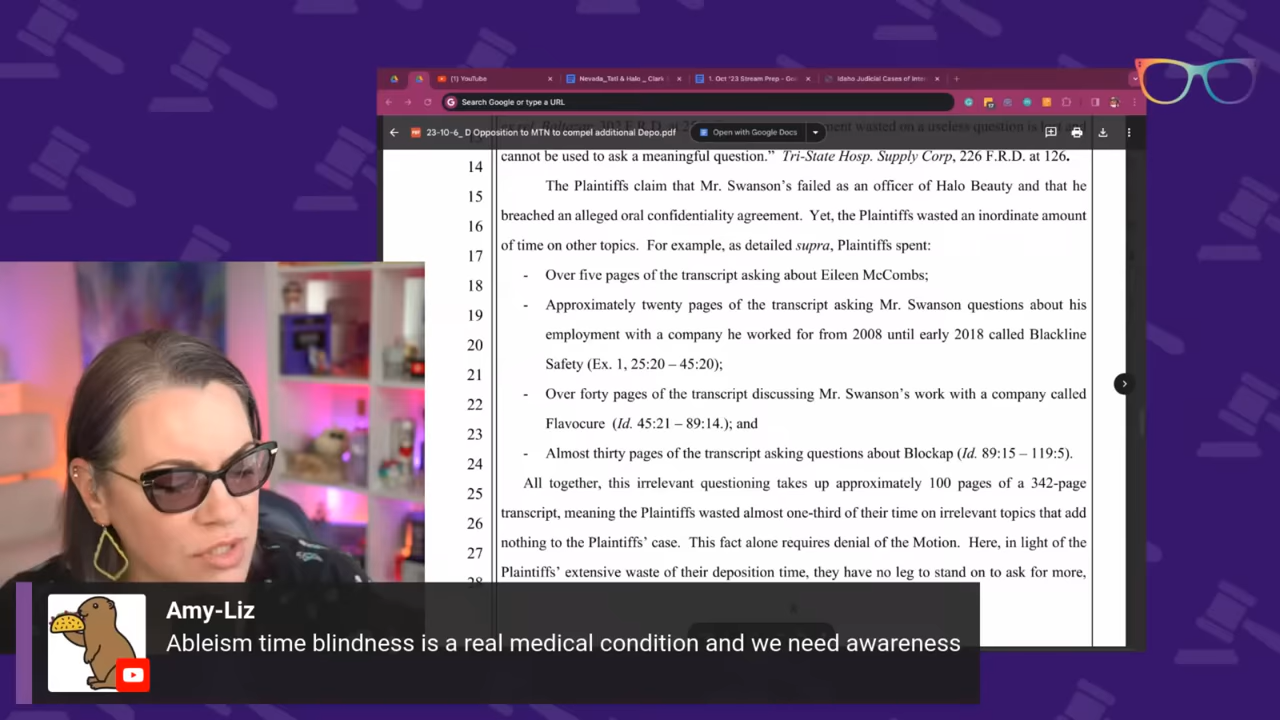 (1) YouTube
Nevada_Tati & Halo _ Clark
1. Oct '23 Stream Prep - Go
Idaho Judicial Cases of Inter
Search Google or type a URL
23-10-6_ D Opposition to MTN to compel additional Depo.pdf
Open with Google Docs
14 cannot be used to ask a meaningful question.” Tri-State Hosp. Supply Corp, 226 F.R.D. at 126.
15 The Plaintiffs claim that Mr. Swanson’s failed as an officer of Halo Beauty and that he
16 breached an alleged oral confidentiality agreement. Yet, the Plaintiffs wasted an inordinate amount
17 of time on other topics. For example, as detailed supra, Plaintiffs spent:
18 - Over five pages of the transcript asking about Eileen McCombs;
19 - Approximately twenty pages of the transcript asking Mr. Swanson questions about his
20 employment with a company he worked for from 2008 until early 2018 called Blackline
21 Safety (Ex. 1, 25:20 – 45:20);
22 - Over forty pages of the transcript discussing Mr. Swanson’s work with a company called
23 Flavocure (Id. 45:21 – 89:14.); and
24 - Almost thirty pages of the transcript asking questions about Blockap (Id. 89:15 – 119:5).
25 All together, this irrelevant questioning takes up approximately 100 pages of a 342-page
26 transcript, meaning the Plaintiffs wasted almost one-third of their time on irrelevant topics that add
27 nothing to the Plaintiffs’ case. This fact alone requires denial of the Motion. Here, in light of the
28 Plaintiffs’ extensive waste of their deposition time, they have no leg to stand on to ask for more,
Amy-Liz
Ableism time blindness is a real medical condition and we need awareness